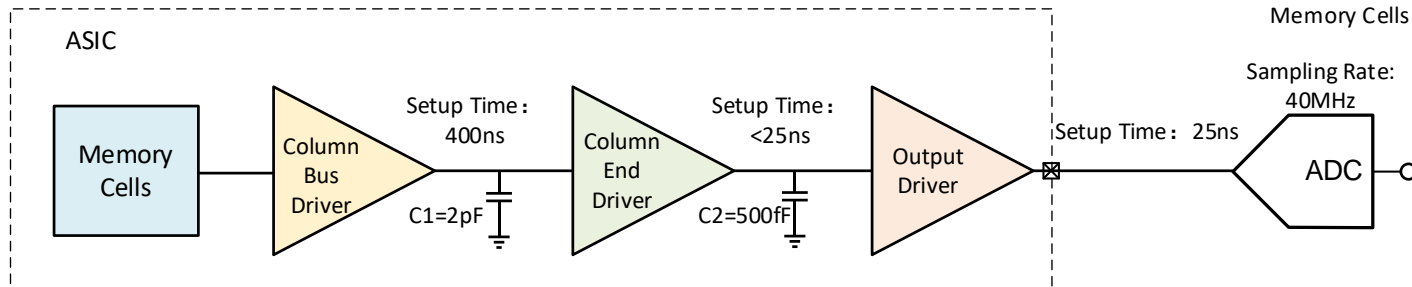 Memory Cells
ASIC
Sampling Rate:
40MHz
Setup Time：
400ns
Setup Time：
<25ns
Setup Time：25ns
Memory
Cells
Column
Bus
Driver
Column
End
Driver
Output
Driver
ADC
C1=2pF
C2=500fF